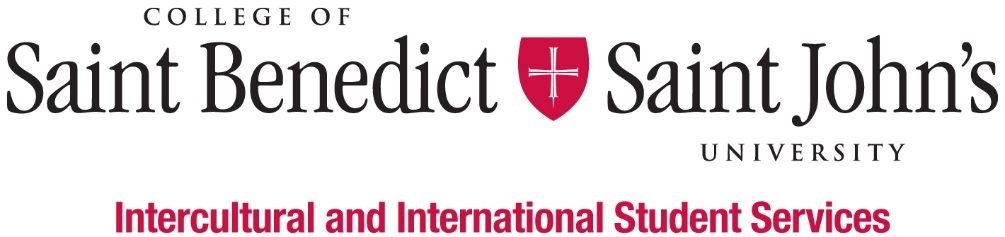 COLLEGE OF
Saint Benedict Saint John's
UNIVERSITY
Intercultural and International Student Services